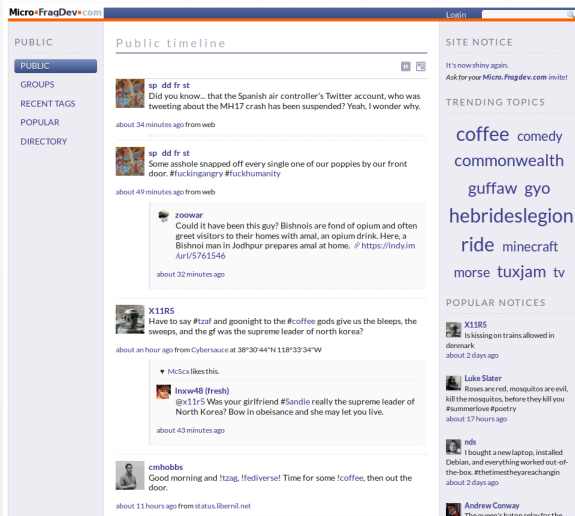 Micro•FragDev•com
Login
PUBLIC
PUBLIC
GROUPS
RECENT TAGS
POPULAR
DIRECTORY
Public timeline
sp dd fr st
Did you know... that the Spanish air controller's Twitter account, who was
tweeting about the MH17 crash has been suspended? Yeah, I wonder why.
about 34 minutes ago from web
sp dd fr st
Some asshole snapped off every single one of our poppies by our front
door. #fuckingangry #fuckhumanity
about 49 minutes ago from web
zoowar
Could it have been this guy? Bishnois are fond of opium and often
greet visitors to their homes with amal, an opium drink. Here, a
Bishnoi man in Jodhpur prepares amal at home. https://indy.im
/url/5761546
about 32 minutes ago
X11R5
Have to say #tzaf and goonight to the #coffee gods give us the bleeps, the
sweeps, and the gf was the supreme leader of north korea?
about an hour ago from Cybersauce at 38°30'44"N 118°33'34"W
♥ McScx likes this.
lnxw48 (fresh)
@x11r5 Was your girlfriend #Sandie really the supreme leader of
North Korea? Bow in obeisance and she may let you live.
about 43 minutes ago
cmhobbs
Good morning and !tzag, !fediverse! Time for some !coffee, then out the
door.
about 11 hours ago from status.libernil.net
SITE NOTICE
It's now shiny again.
Ask for your Micro.Fragdev.com invite!
TRENDING TOPICS
coffee comedy
commonwealth
guffaw gyo
hebrideslegion
ride minecraft
morse tuxjam tv
POPULAR NOTICES
X11R5
Is kissing on trains allowed in
denmark
about 2 days ago
Luke Slater
Roses are red, mosquitos are evil,
kill the mosquitos, before they kill you
#summerlove #poetry
about 17 hours ago
nds
I bought a new laptop, installed
Debian, and everything worked out-of-
the-box. #thetimestheyareachangin
about 2 days ago
Andrew Conway
The queen's baton relay for the